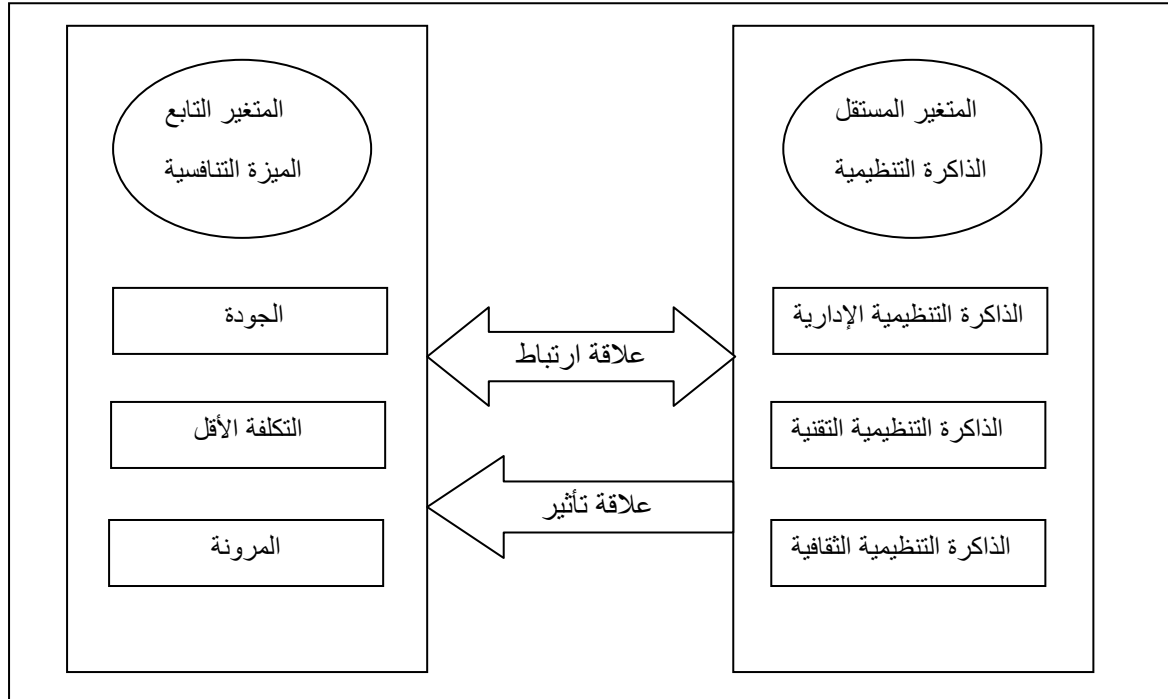 المتغير المستقل
الذاكرة التنظيمية
الذاكرة التنظيمية الإدارية
الذاكرة التنظيمية التقنية
الذاكرة التنظيمية الثقافية
علاقة ارتباط
علاقة تأثير
المتغير التابع
الميزة التنافسية
الجودة
التكلفة الأقل
المرونة